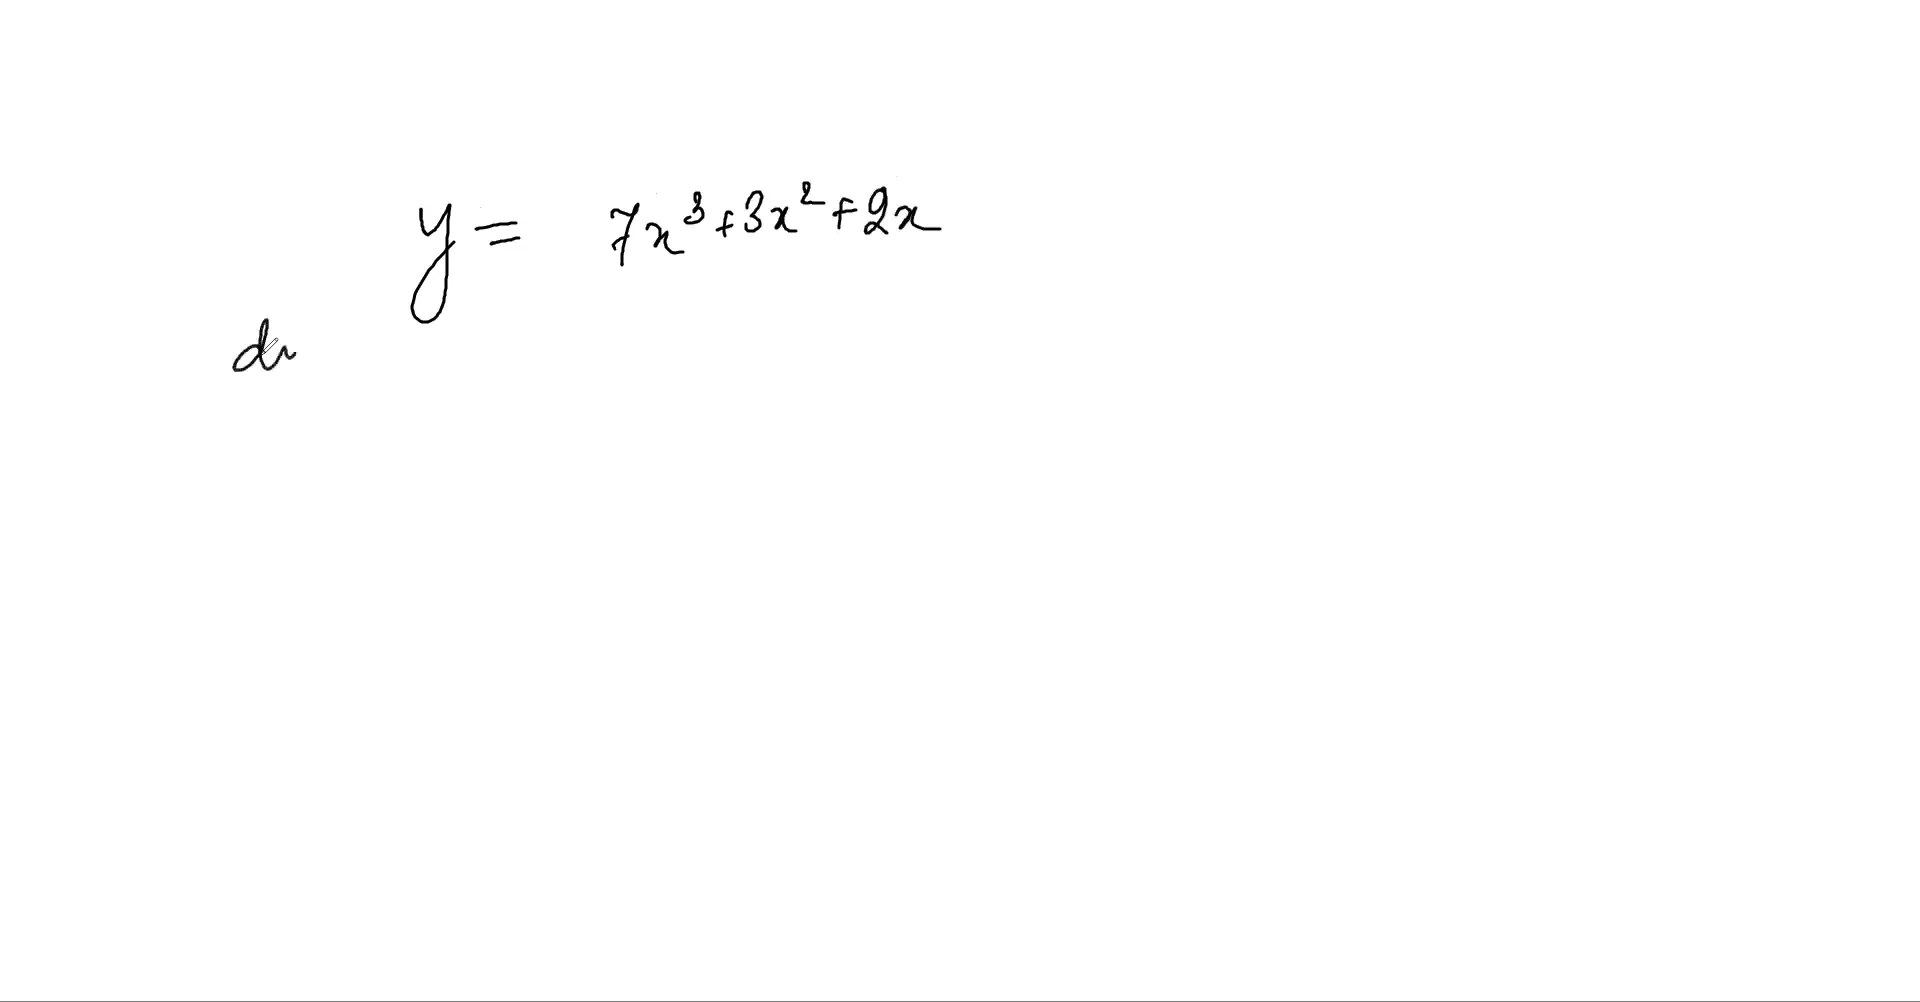 y = 7x³+3x²+2x